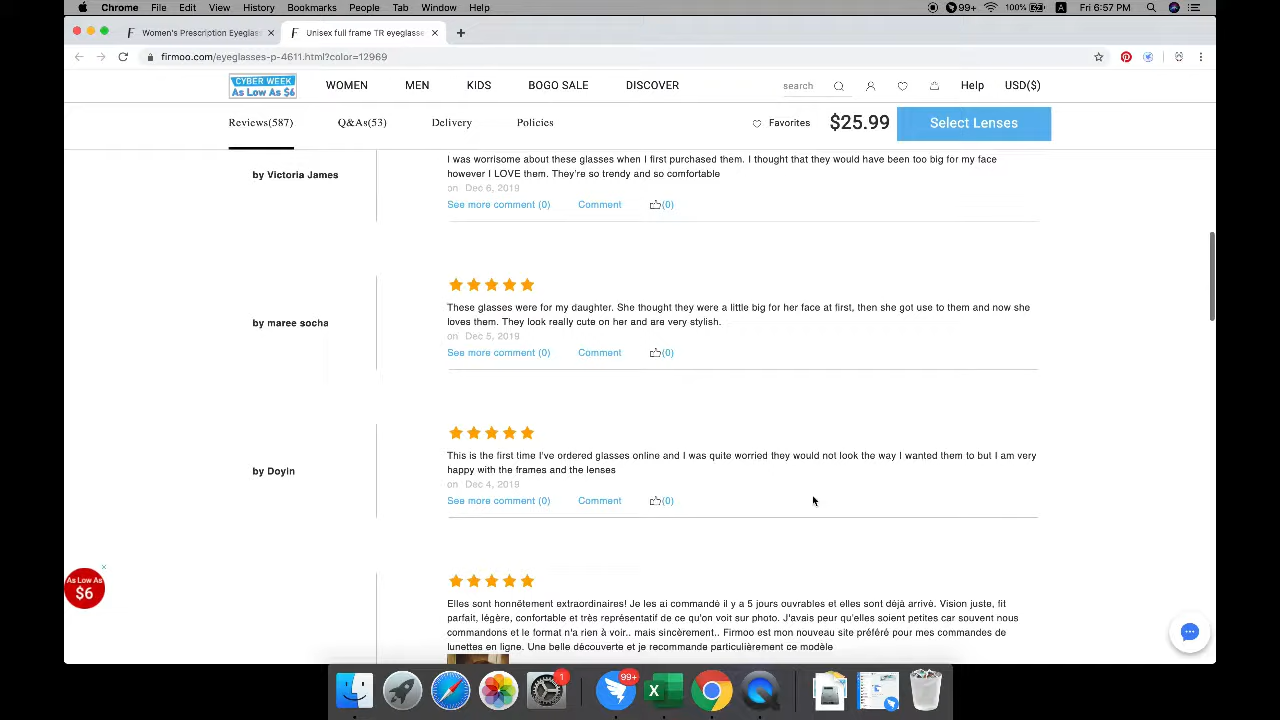 Chrome File Edit View History Bookmarks People Tab Window Help
99+ 100% A Fri 6:57 PM
Women's Prescription Eyeglas × Unisex full frame TR eyeglasse × +
firmoo.com/eyeglasses-p-4611.html?color=12969
CYBER WEEK
As Low As $6
WOMEN MEN KIDS BOGO SALE DISCOVER search Help USD($)
Reviews(587) Q&As(53) Delivery Policies Favorites $25.99 Select Lenses
I was worrisome about these glasses when I first purchased them. I thought that they would have been too big for my face
by Victoria James
however I LOVE them. They're so trendy and so comfortable
on Dec 6, 2019
See more comment (0) Comment (0)
These glasses were for my daughter. She thought they were a little big for her face at first, then she got use to them and now she
by maree socha
loves them. They look really cute on her and are very stylish.
on Dec 5, 2019
See more comment (0) Comment (0)
This is the first time I've ordered glasses online and I was quite worried they would not look the way I wanted them to but I am very
by Doyin
happy with the frames and the lenses
on Dec 4, 2019
See more comment (0) Comment (0)
As Low As
$6
Elles sont honnêtement extraordinaires! Je les ai commandé il y a 5 jours ouvrables et elles sont déjà arrivé. Vision juste, fit
parfait, légère, confortable et très représentatif de ce qu'on voit sur photo. J'avais peur qu'elles soient petites car souvent nous
commandons et le format n'a rien à voir.. mais sincèrement.. Firmoo est mon nouveau site préféré pour mes commandes de
lunettes en ligne. Une belle découverte et je recommande particulièrement ce modèle
1 99+ X